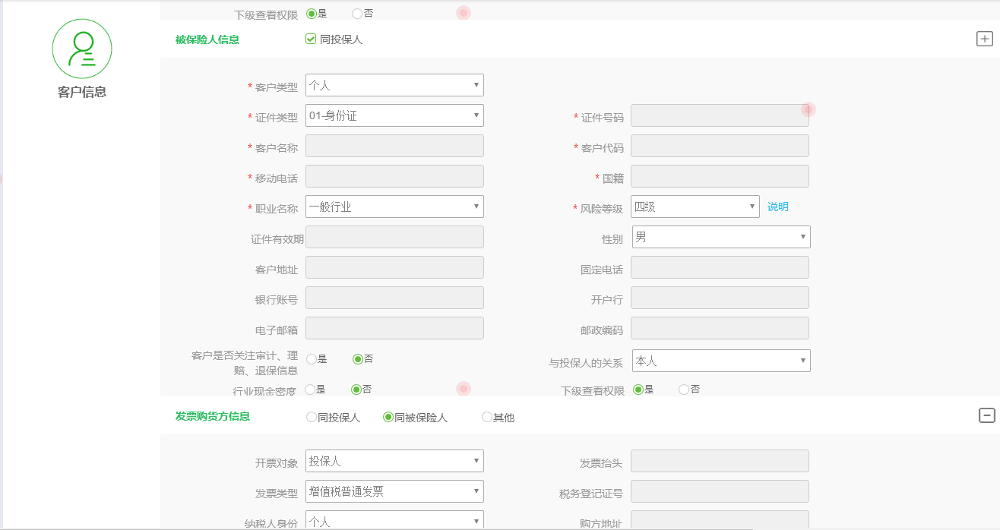 下级查看权限 是 否
客户信息
被保险人信息 同投保人
* 客户类型 个人
* 证件类型 01-身份证 * 证件号码
* 客户名称 * 客户代码
* 移动电话 * 国籍
* 职业名称 一般行业 * 风险等级 四级 说明
证件有效期 性别 男
客户地址 固定电话
银行账号 开户行
电子邮箱 邮政编码
客户是否关注审计、理
赔、退保信息 是 否 与投保人的关系 本人
行业现金密度 是 否 下级查看权限 是 否
发票购货方信息 同投保人 同被保险人 其他
开票对象 投保人 发票抬头
发票类型 增值税普通发票 税务登记证号
纳税人身份 个人 购方地址